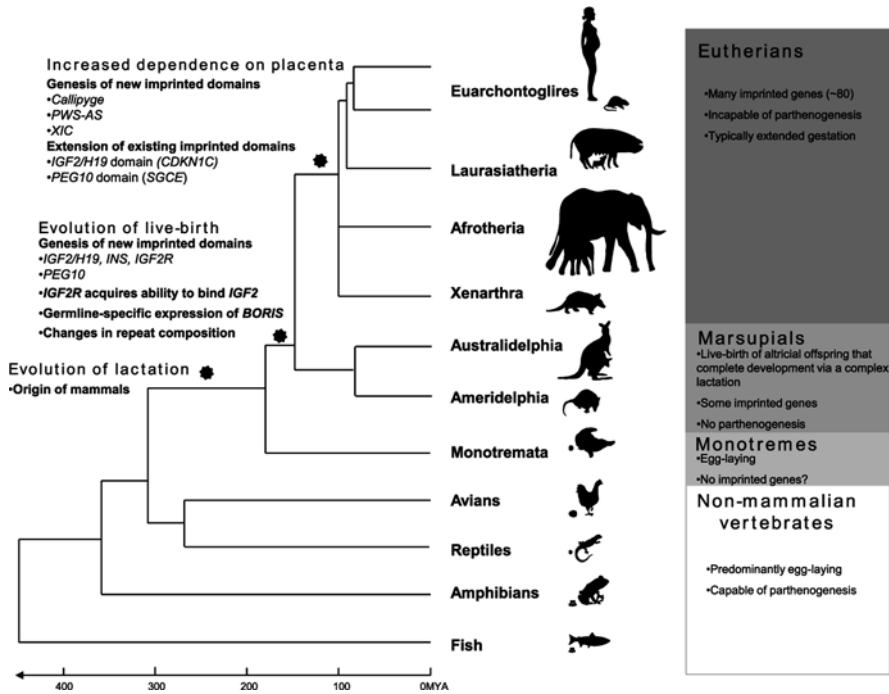 Increased dependence on placenta
Genesis of new imprinted domains
•Callipyge
•PWS-AS
•XIC
Extension of existing imprinted domains
•IGF2/H19 domain (CDKN1C)
•PEG10 domain (SGCE)
Evolution of live-birth
Genesis of new imprinted domains
•IGF2/H19, INS, IGF2R
•PEG10
•IGF2R acquires ability to bind IGF2
•Germline-specific expression of BORIS
•Changes in repeat composition
Evolution of lactation
•Origin of mammals
Euarchontoglires
Laurasiatheria
Afrotheria
Xenarthra
Australidelphia
Ameridelphia
Monotremata
Avians
Reptiles
Amphibians
Fish
Eutherians
•Many imprinted genes (~80)
•Incapable of parthenogenesis
•Typically extended gestation
Marsupials
•Live-birth of altricial offspring that
complete development via a complex
lactation
•Some imprinted genes
•No parthenogenesis
Monotremes
•Egg-laying
•No imprinted genes?
Non-mammalian
vertebrates
•Predominantly egg-laying
•Capable of parthenogenesis
400 300 200 100 0MYA